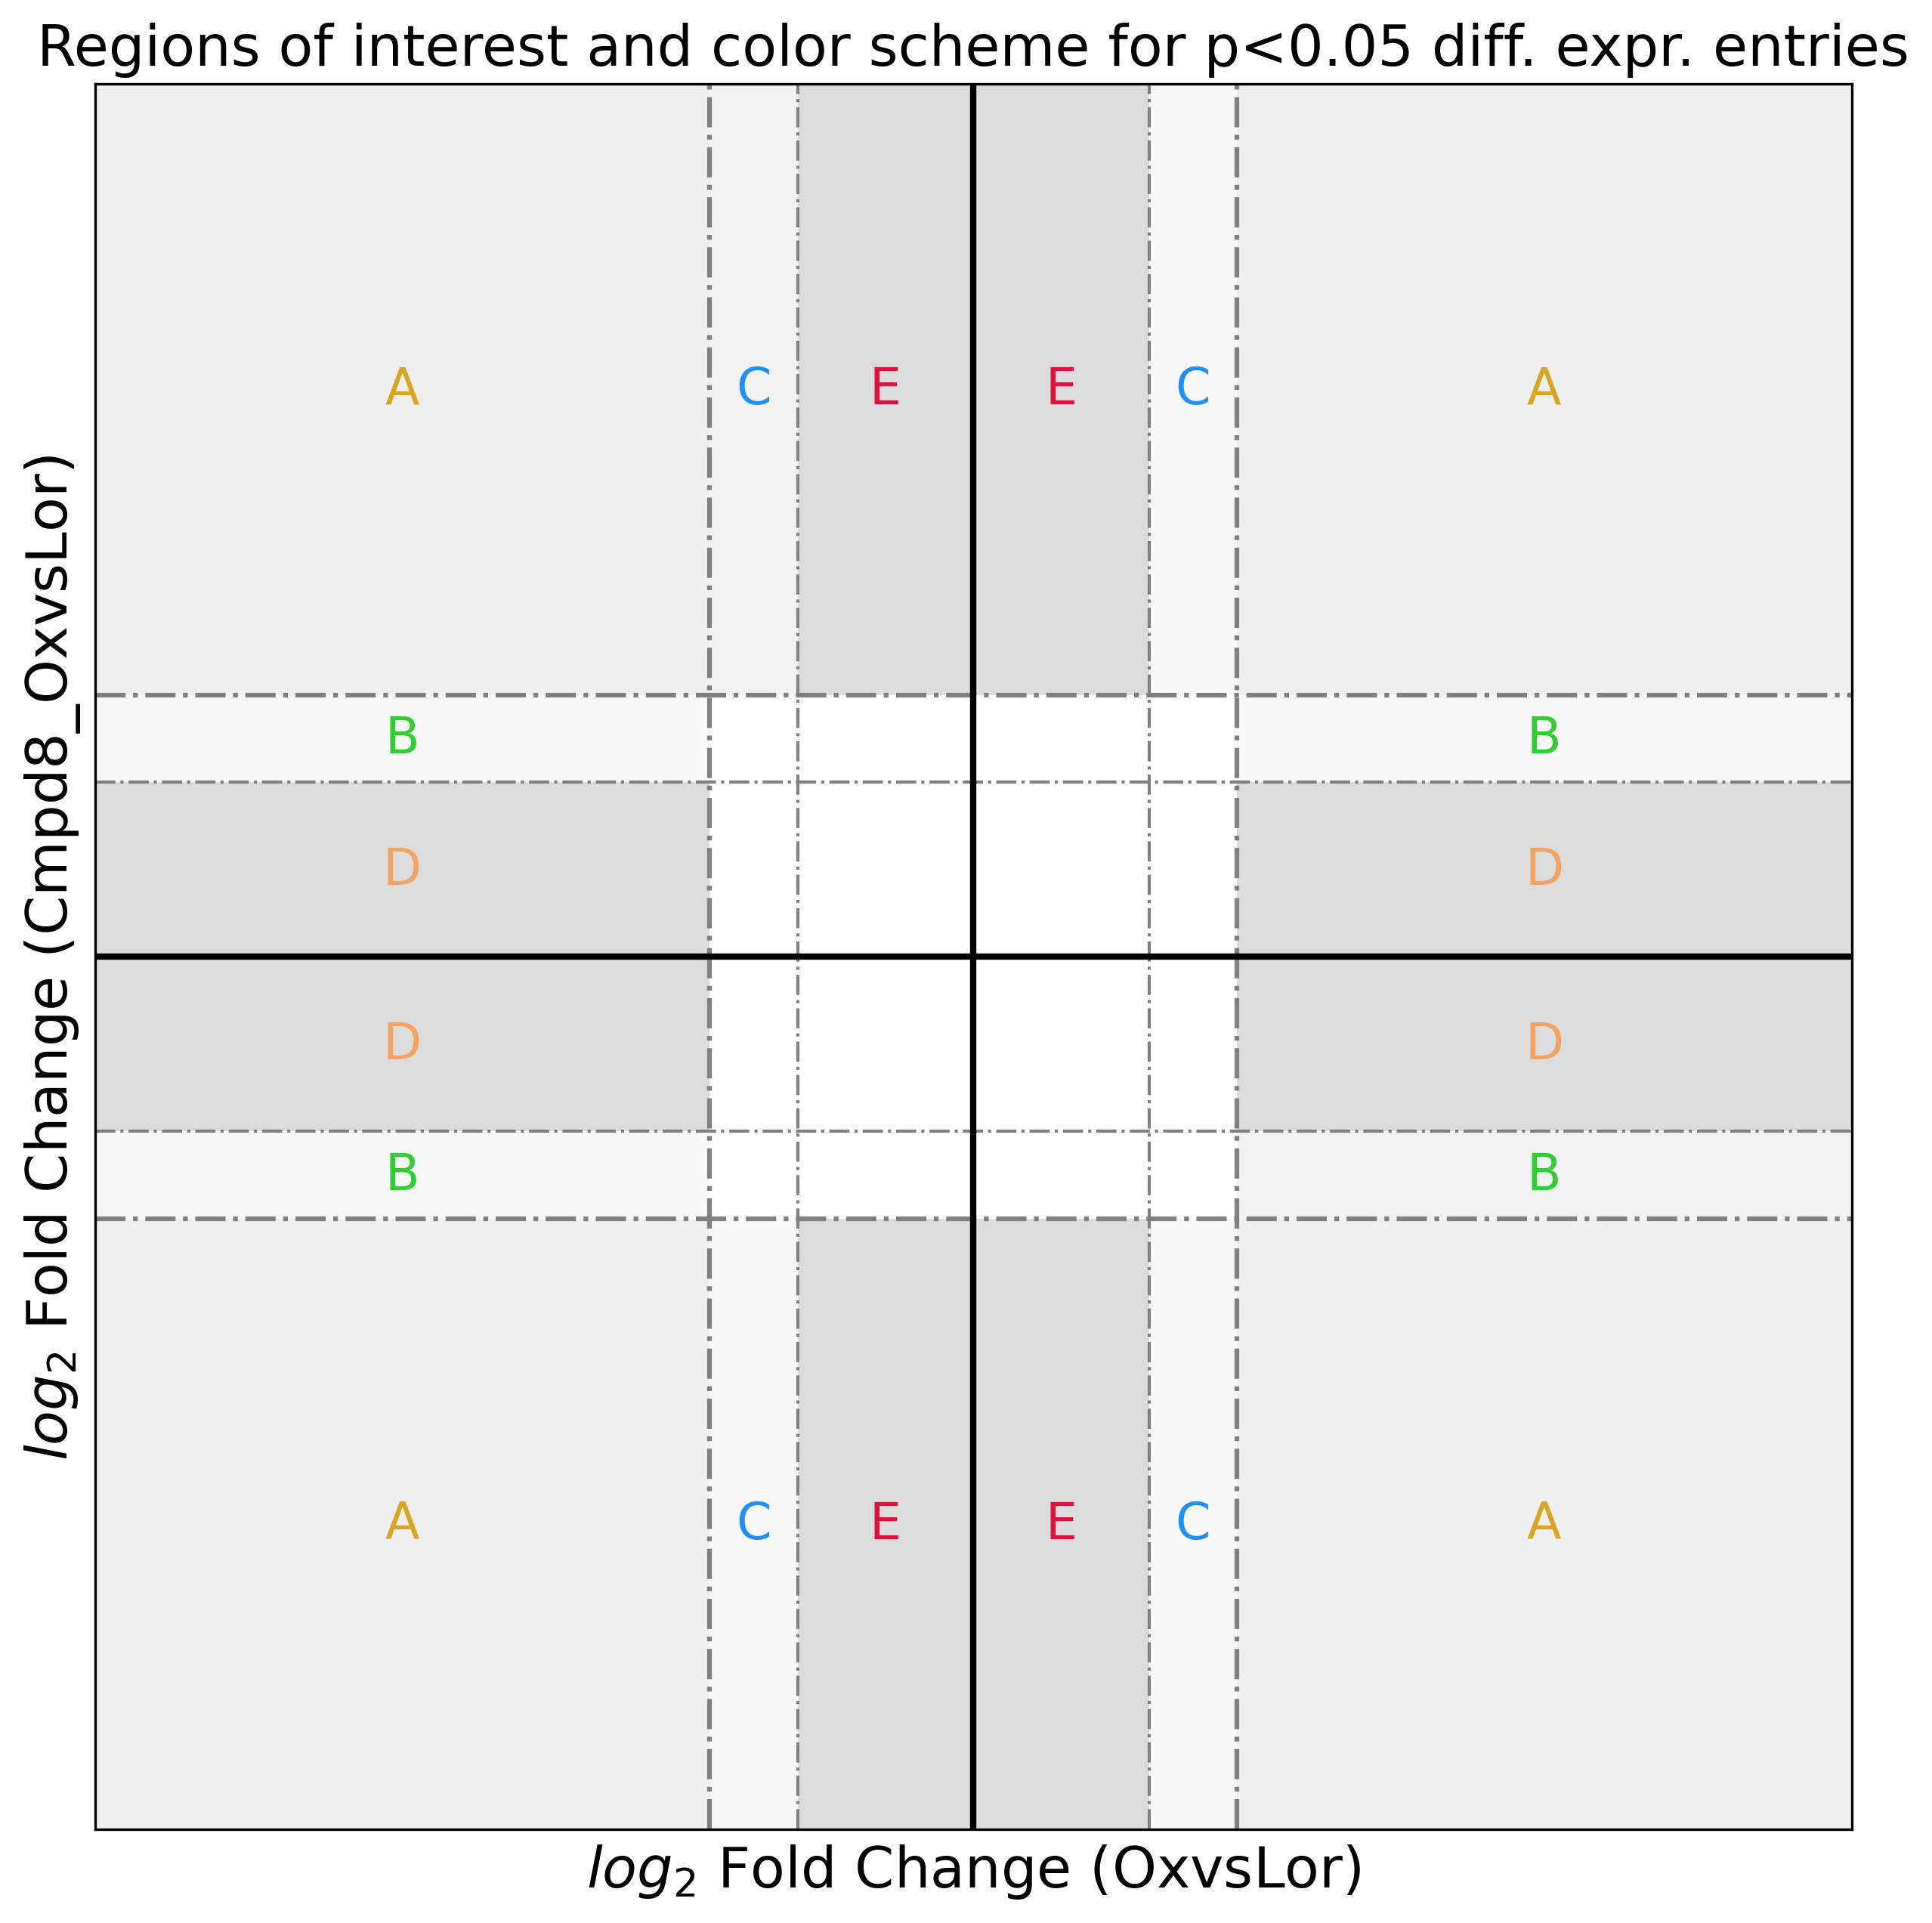 Regions of interest and color scheme for p<0.05 diff. expr. entries
log₂ Fold Change (Cmpd8_OxvsLor)
A C E E C A
B B
D D
D D
B B
A C E E C A
log₂ Fold Change (OxvsLor)